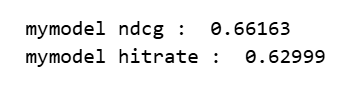 mymodel ndcg :  0.66163
mymodel hitrate :  0.62999